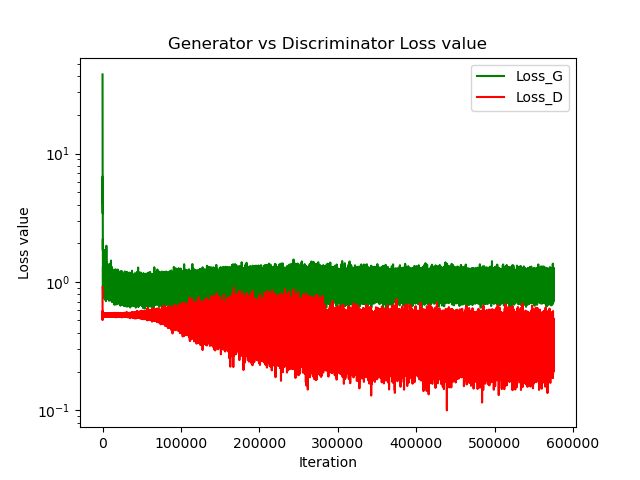 Generator vs Discriminator Loss value
Loss_G
Loss_D
10¹
10⁰
10⁻¹
Loss value
0 100000 200000 300000 400000 500000 600000
Iteration